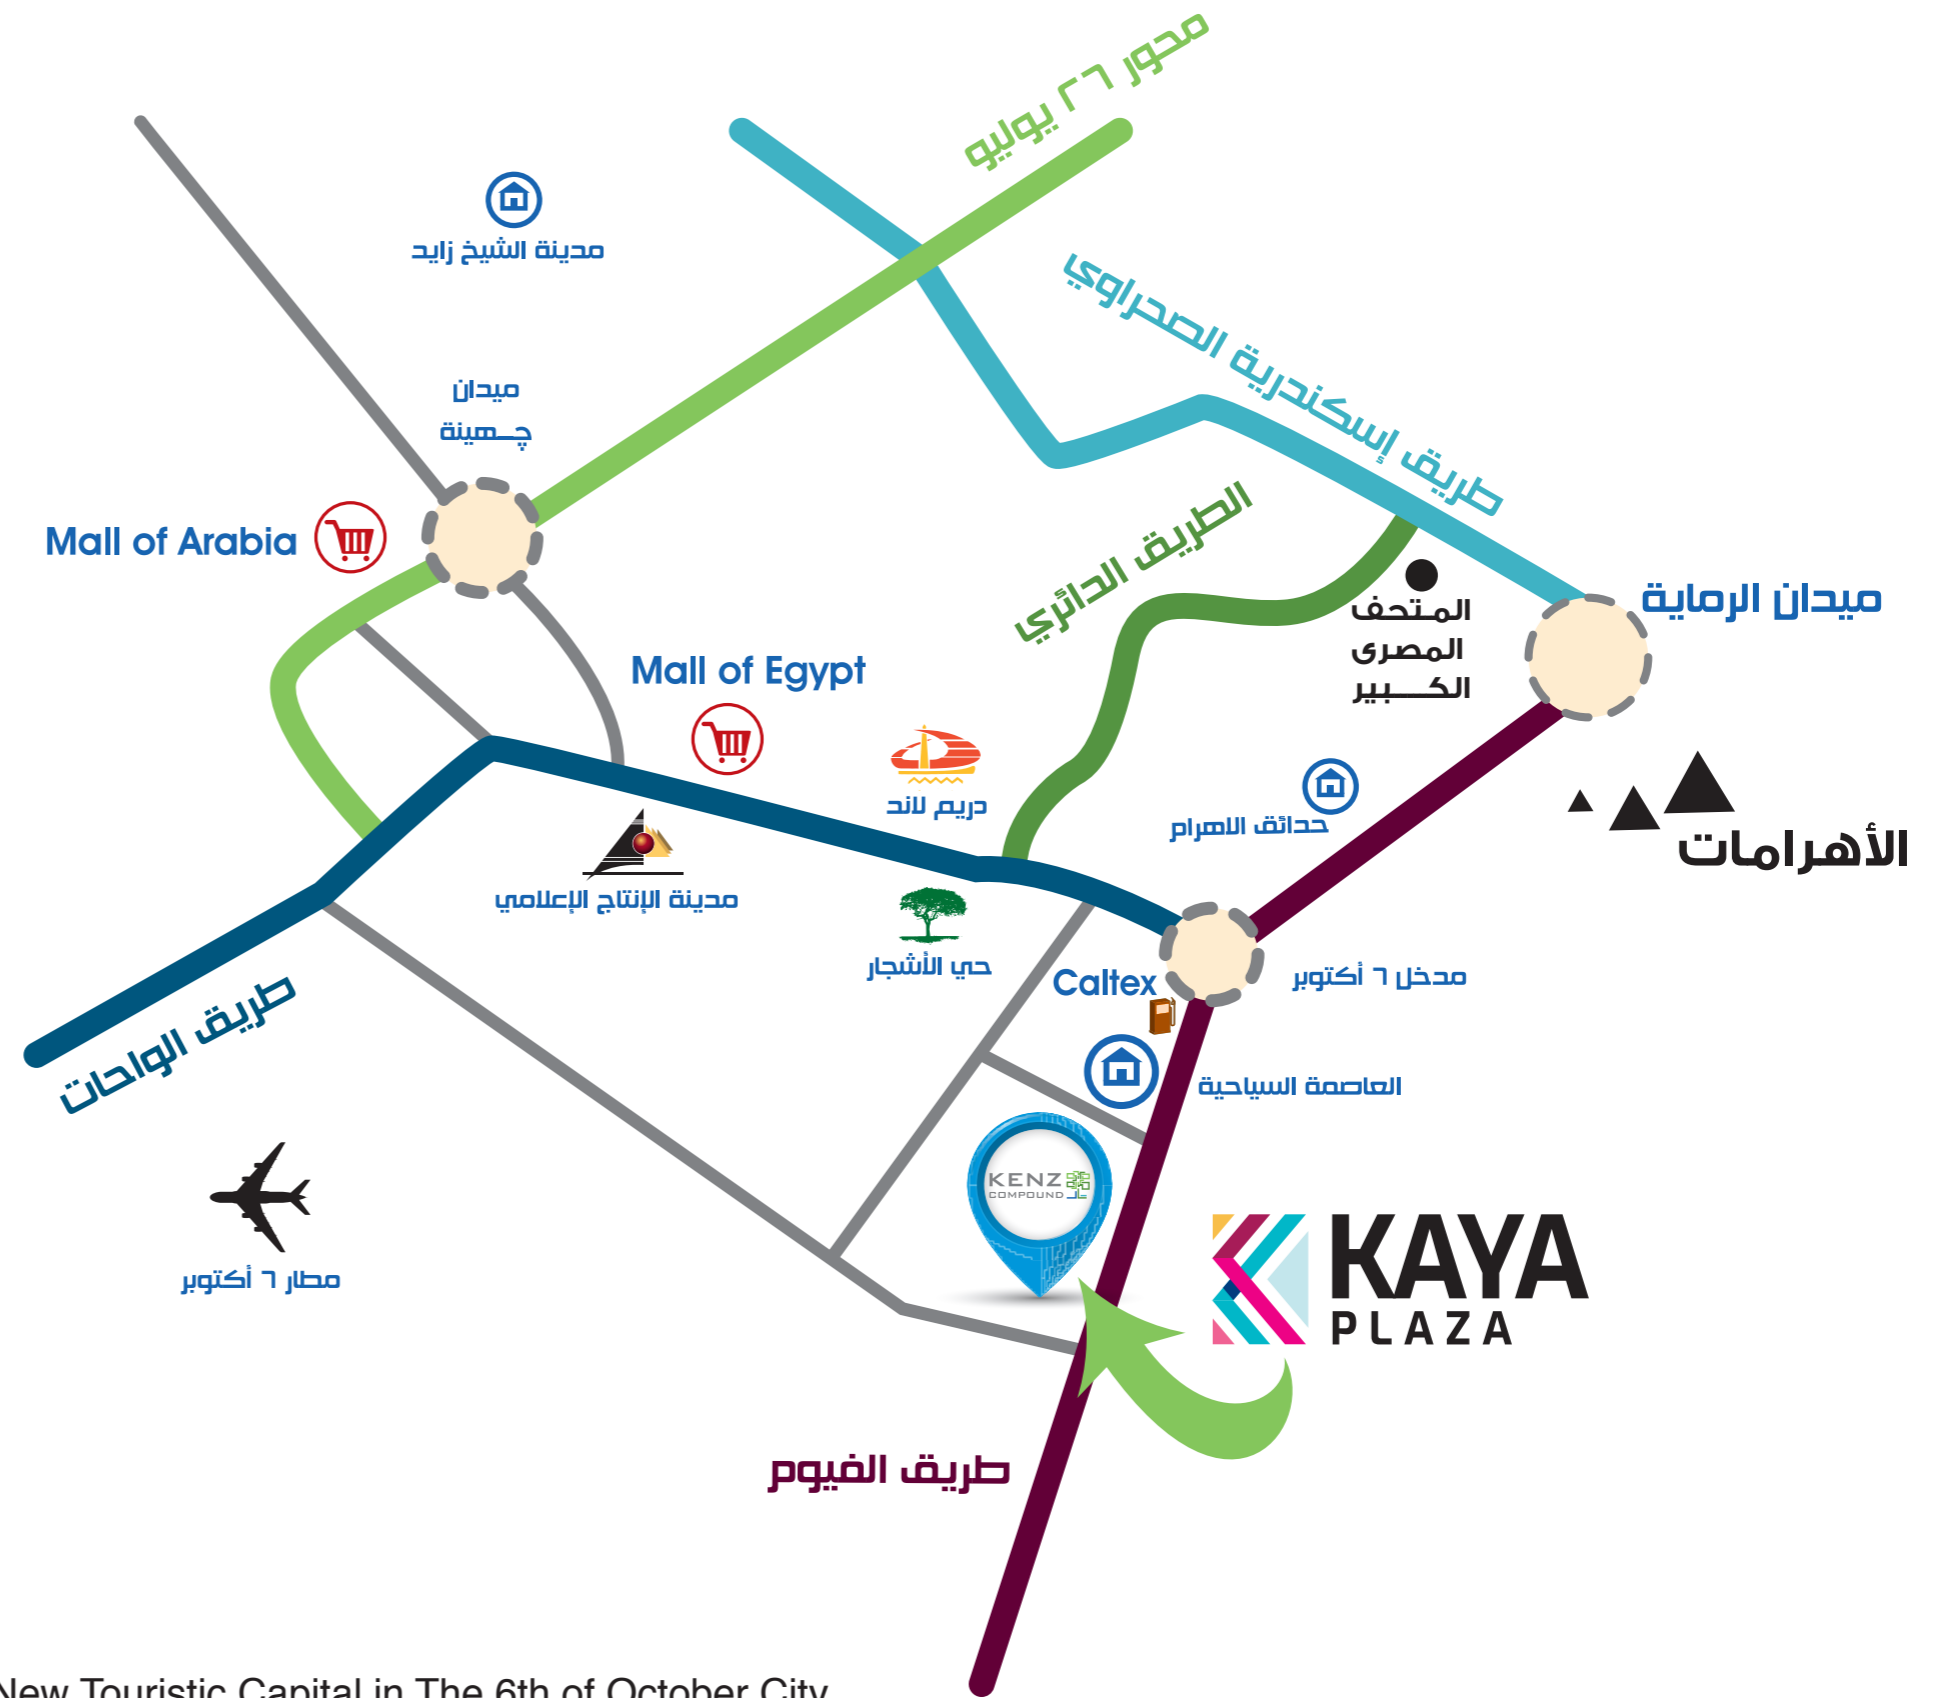 محور ٢٦ يوليو
مدينة الشيخ زايد
طريق إسكندرية الصحراوي
ميدان
جـهينة
Mall of Arabia
الطريق الدائري
المتحف
المصرى
الكـبير
ميدان الرماية
Mall of Egypt
دريم لاند
حدائق الاهرام
الأهرامات
مدينة الإنتاج الإعلامي
حي الأشجار
Caltex
مدخل ٦ أكتوبر
طريق الواحات
العاصمة السياحية
KENZ
COMPOUND
KAYA
PLAZA
مطار ٦ أكتوبر
طريق الفيوم
New Touristic Capital in The 6th of October City